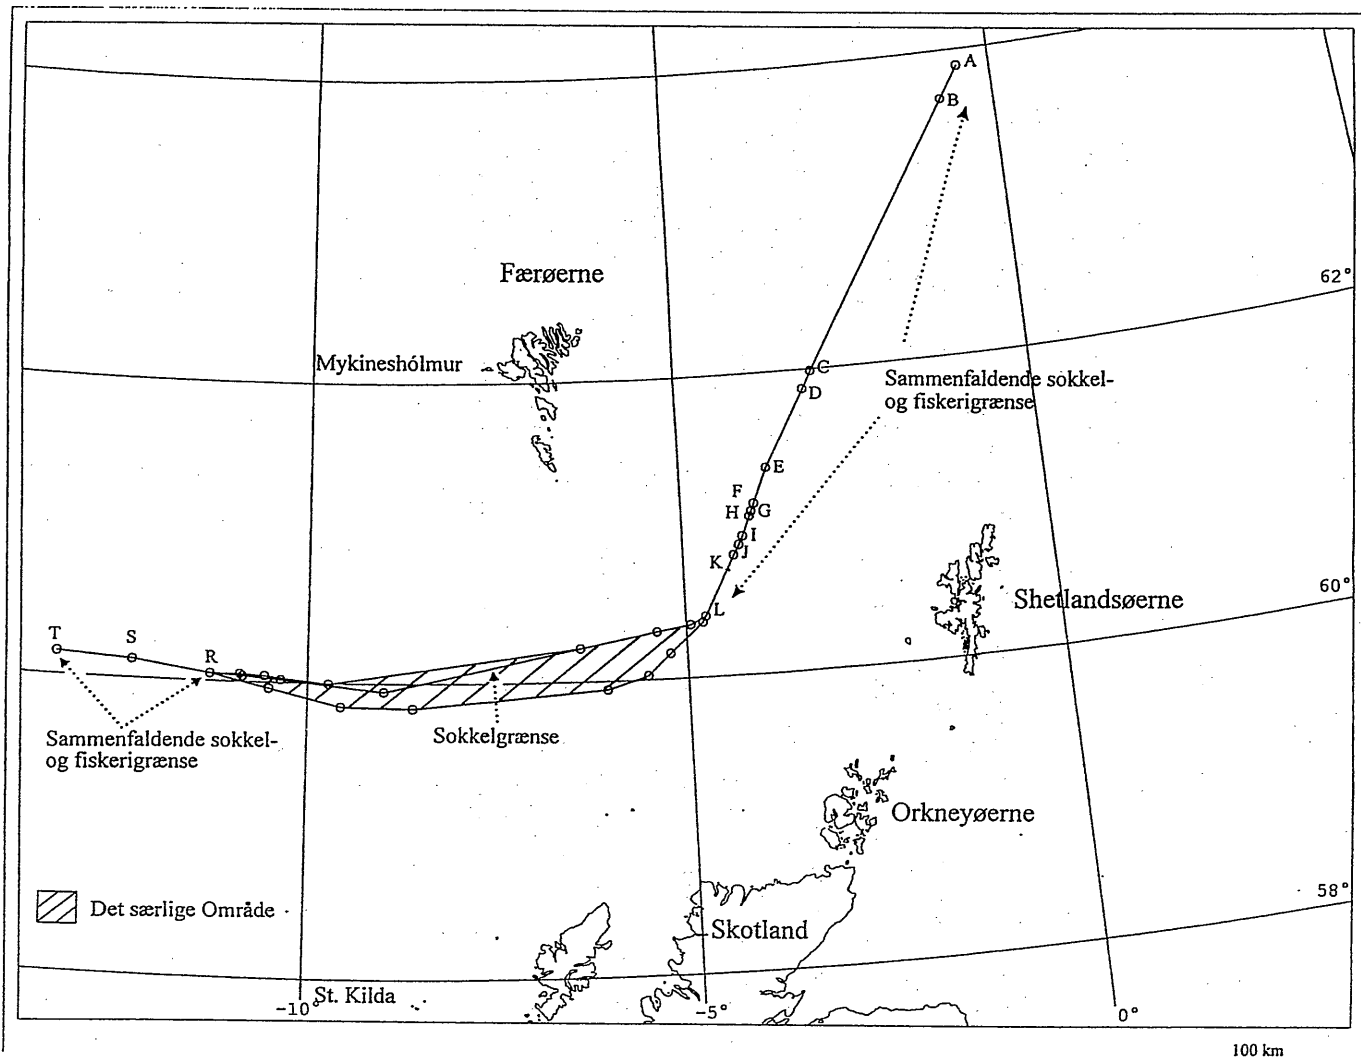 A
B
Færøerne
62°
Mykineshólmur
C
Sammenfaldende sokkel-
og fiskerigrænse
D
E
F
G
H
I
J
K
60°
Shetlandsøerne
L
T
S
R
Sammenfaldende sokkel-
og fiskerigrænse
Sokkelgrænse
Orkneyøerne
58°
Det særlige Område
Skotland
St. Kilda
-10°
-5°
0°
100 km